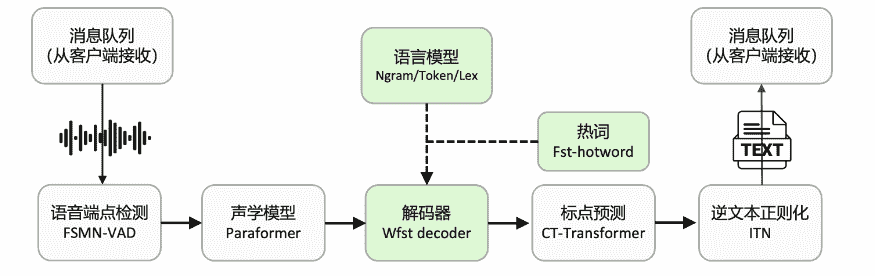 消息队列
（从客户端接收）
语言模型
Ngram/Token/Lex
消息队列
（从客户端接收）
热词
Fst-hotword
TEXT
语音端点检测
FSMN-VAD
声学模型
Paraformer
解码器
Wfst decoder
标点预测
CT-Transformer
逆文本正则化
ITN